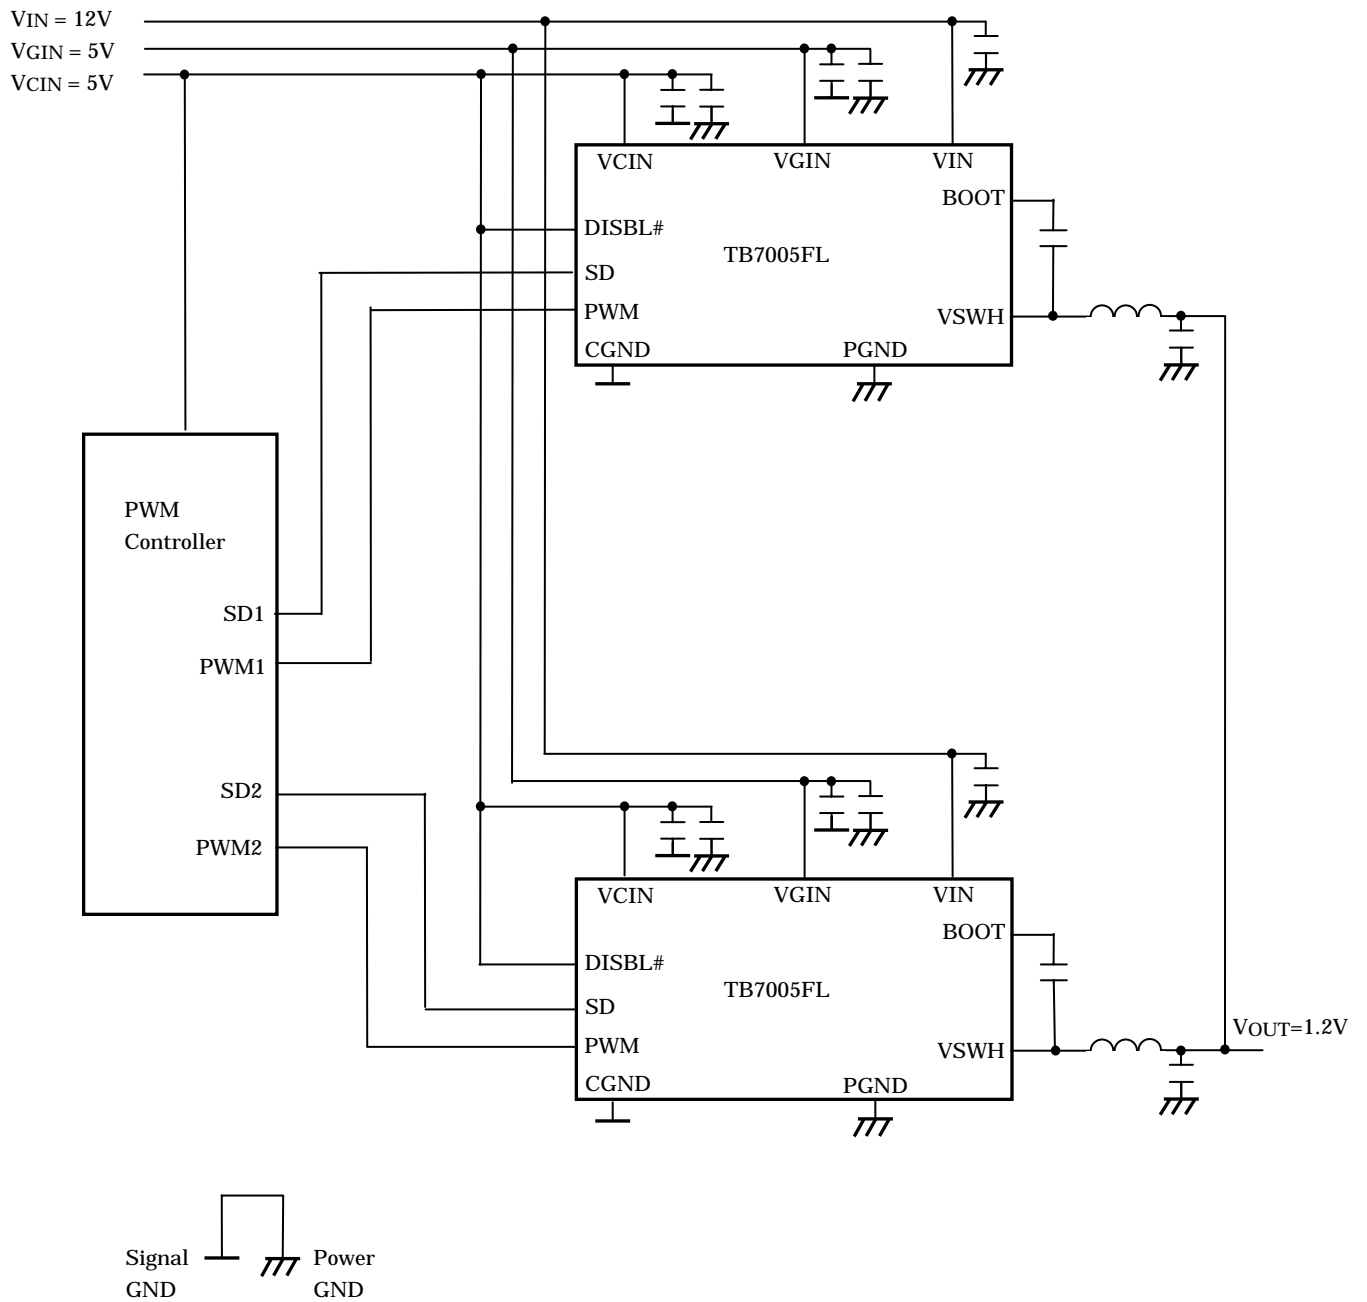 VIN = 12V
VGIN = 5V
VCIN = 5V
VCIN
VGIN
VIN
BOOT
DISBL#
TB7005FL
SD
PWM
VSWH
CGND
PGND
PWM
Controller
SD1
PWM1
SD2
PWM2
VCIN
VGIN
VIN
BOOT
DISBL#
TB7005FL
SD
VOUT=1.2V
PWM
VSWH
CGND
PGND
Signal
GND
Power
GND